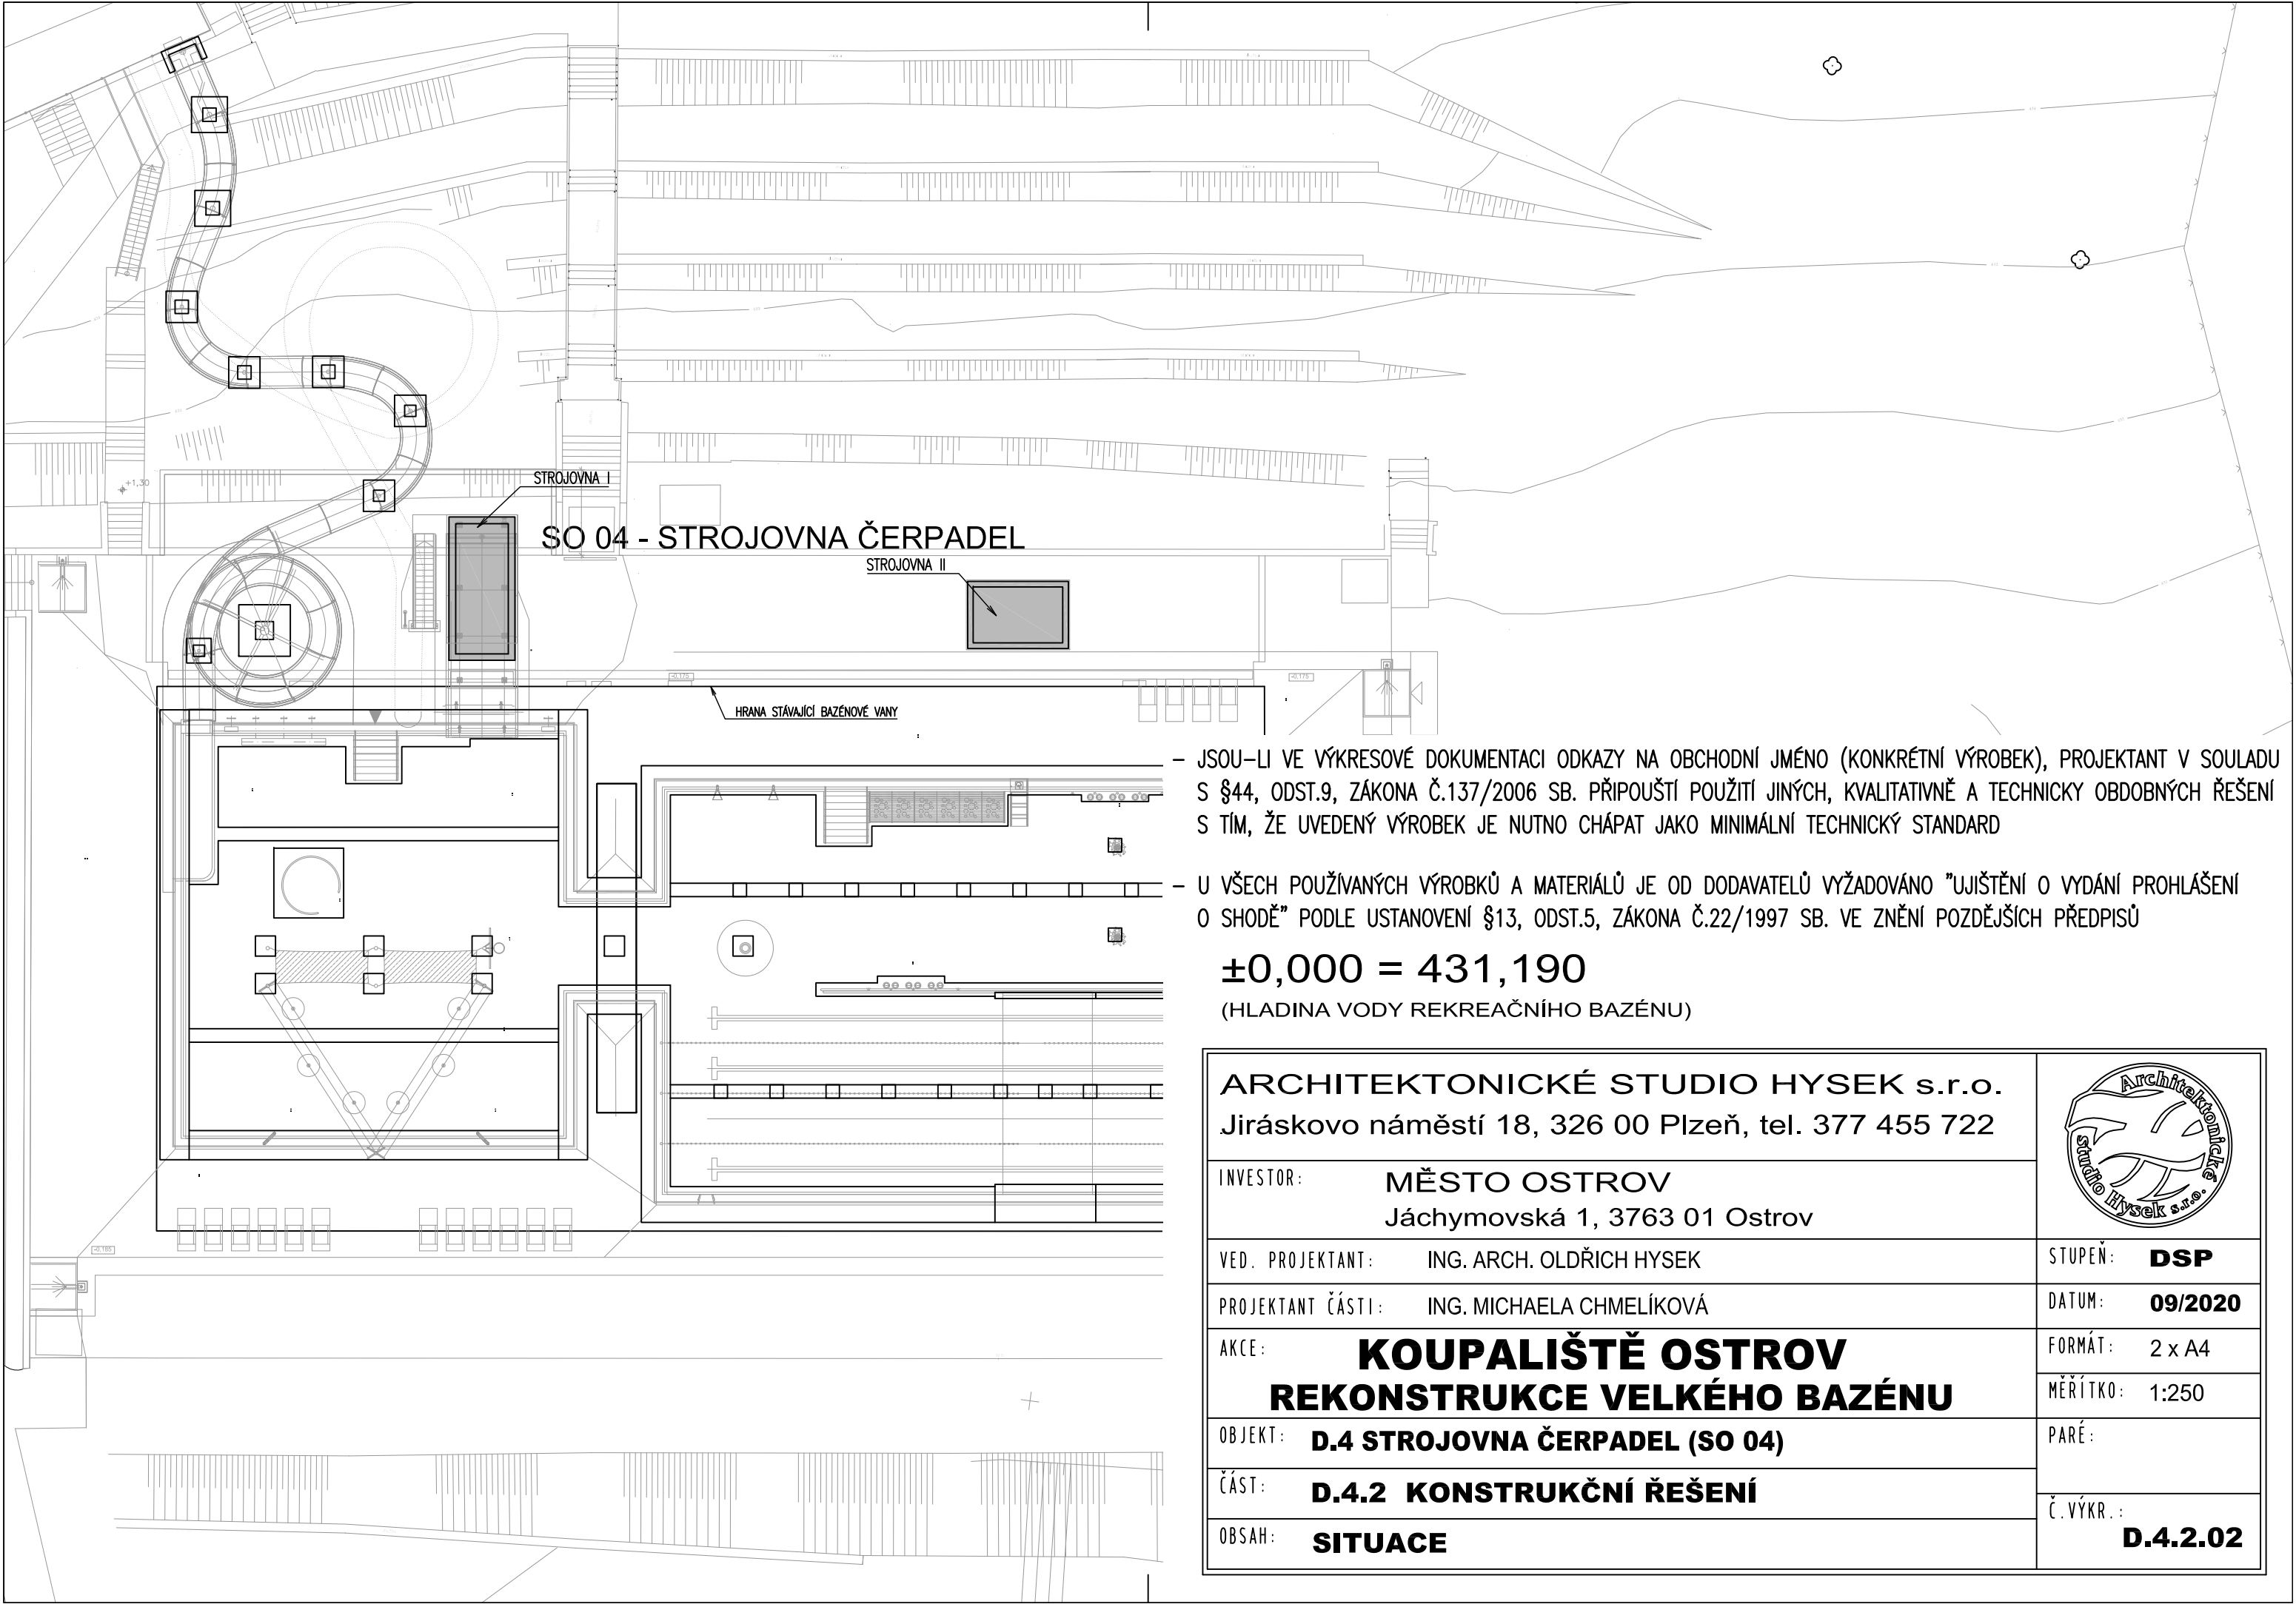 +1,30
STROJOVNA I
SO 04 - STROJOVNA ČERPADEL
STROJOVNA II
-0,175
-0,175
HRANA STÁVAJÍCÍ BAZÉNOVÉ VANY
– JSOU–LI VE VÝKRESOVÉ DOKUMENTACI ODKAZY NA OBCHODNÍ JMÉNO (KONKRÉTNÍ VÝROBEK), PROJEKTANT V SOULADU
S §44, ODST.9, ZÁKONA Č.137/2006 SB. PŘIPOUŠTÍ POUŽITÍ JINÝCH, KVALITATIVNĚ A TECHNICKY OBDOBNÝCH ŘEŠENÍ
S TÍM, ŽE UVEDENÝ VÝROBEK JE NUTNO CHÁPAT JAKO MINIMÁLNÍ TECHNICKÝ STANDARD
– U VŠECH POUŽÍVANÝCH VÝROBKŮ A MATERIÁLŮ JE OD DODAVATELŮ VYŽADOVÁNO "UJIŠTĚNÍ O VYDÁNÍ PROHLÁŠENÍ
O SHODĚ" PODLE USTANOVENÍ §13, ODST.5, ZÁKONA Č.22/1997 SB. VE ZNĚNÍ POZDĚJŠÍCH PŘEDPISŮ
±0,000 = 431,190
(HLADINA VODY REKREAČNÍHO BAZÉNU)
-0,185
ARCHITEKTONICKÉ STUDIO HYSEK s.r.o.
Jiráskovo náměstí 18, 326 00 Plzeň, tel. 377 455 722
Architektonické
studio Hysek s.r.o.
INVESTOR: MĚSTO OSTROV
Jáchymovská 1, 3763 01 Ostrov
VED. PROJEKTANT: ING. ARCH. OLDŘICH HYSEK
STUPEŇ: DSP
PROJEKTANT ČÁSTI: ING. MICHAELA CHMELÍKOVÁ
DATUM: 09/2020
AKCE: KOUPALIŠTĚ OSTROV
REKONSTRUKCE VELKÉHO BAZÉNU
FORMÁT: 2 x A4
MĚŘÍTKO: 1:250
OBJEKT: D.4 STROJOVNA ČERPADEL (SO 04)
PARÉ:
ČÁST: D.4.2 KONSTRUKČNÍ ŘEŠENÍ
OBSAH: SITUACE
Č.VÝKR.:
D.4.2.02